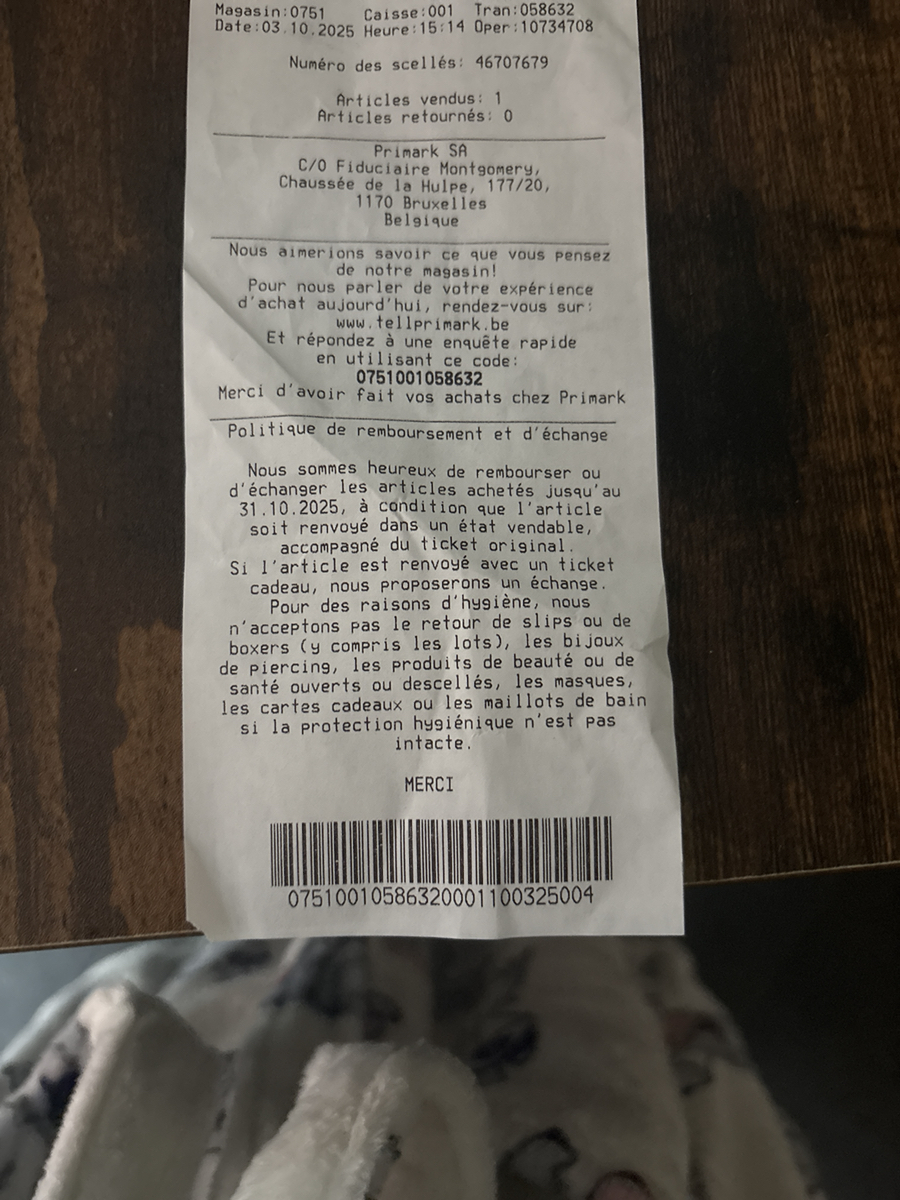 Magasin:0751 Caisse:001 Tran:058632
Date:03.10.2025 Heure:15:14 Oper:10734708
Numéro des scellés: 46707679
Articles vendus: 1
Articles retournés: 0
Primark SA
C/O Fiduciaire Montgomery,
Chaussée de la Hulpe, 177/20,
1170 Bruxelles
Belgique
Nous aimerions savoir ce que vous pensez
de notre magasin!
Pour nous parler de votre expérience
d'achat aujourd'hui, rendez-vous sur:
www.tellprimark.be
Et répondez à une enquête rapide
en utilisant ce code:
0751001058632
Merci d'avoir fait vos achats chez Primark
Politique de remboursement et d'échange
Nous sommes heureux de rembourser ou
d'échanger les articles achetés jusqu'au
31.10.2025, à condition que l'article
soit renvoyé dans un état vendable,
accompagné du ticket original.
Si l'article est renvoyé avec un ticket
cadeau, nous proposerons un échange.
Pour des raisons d'hygiène, nous
n'acceptons pas le retour de slips ou de
boxers (y compris les lots), les bijoux
de piercing, les produits de beauté ou de
santé ouverts ou descellés, les masques,
les cartes cadeaux ou les maillots de bain
si la protection hygiénique n'est pas
intacte.
MERCI
07510010586320001100325004